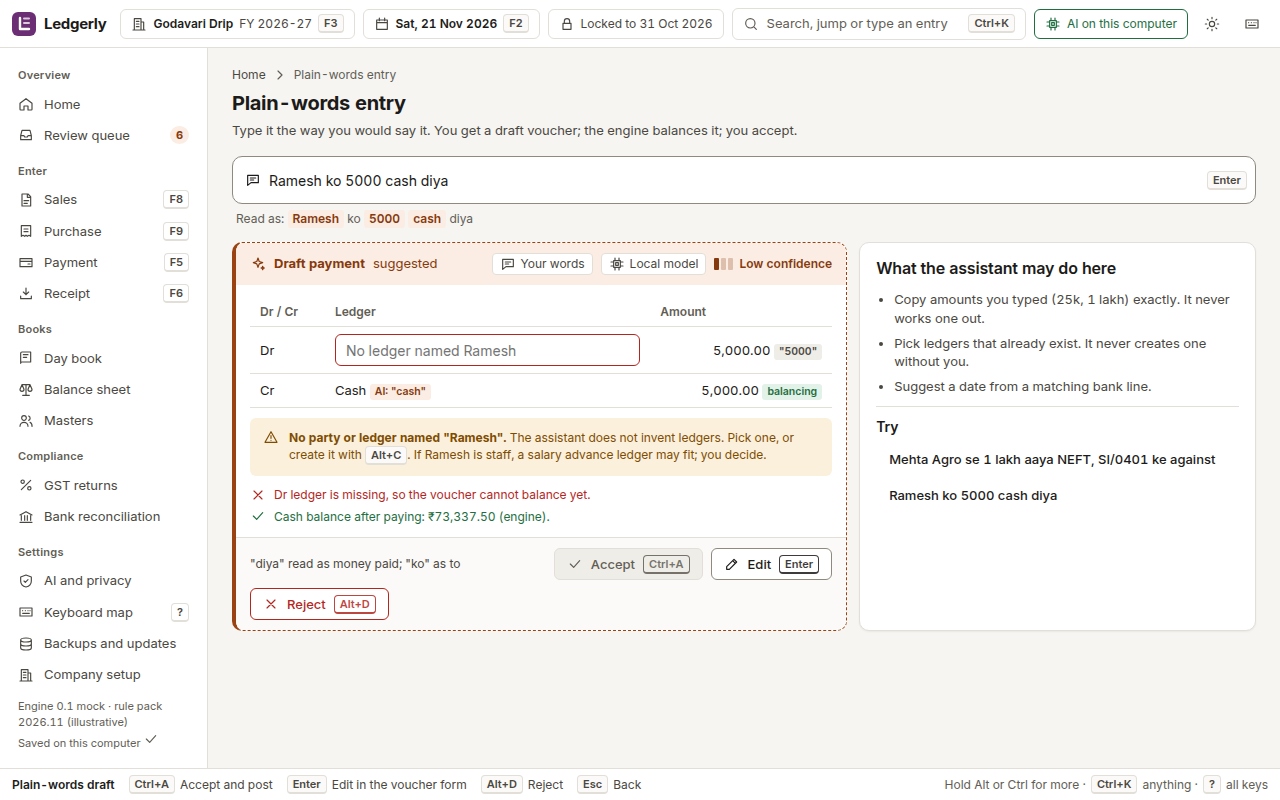 Ledgerly
Godavari Drip FY 2026-27 F3
Sat, 21 Nov 2026 F2
Locked to 31 Oct 2026
Search, jump or type an entry Ctrl+K
AI on this computer
Overview
Home
Review queue 6
Enter
Sales F8
Purchase F9
Payment F5
Receipt F6
Books
Day book
Balance sheet
Masters
Compliance
GST returns
Bank reconciliation
Settings
AI and privacy
Keyboard map ?
Backups and updates
Company setup
Engine 0.1 mock · rule pack
2026.11 (illustrative)
Saved on this computer
Home > Plain-words entry
Plain-words entry
Type it the way you would say it. You get a draft voucher; the engine balances it; you accept.
Ramesh ko 5000 cash diya Enter
Read as: Ramesh ko 5000 cash diya
Draft payment suggested Your words Local model Low confidence
Dr / Cr Ledger Amount
Dr No ledger named Ramesh 5,000.00 "5000"
Cr Cash AI: "cash" 5,000.00 balancing
No party or ledger named "Ramesh". The assistant does not invent ledgers. Pick one, or
create it with Alt+C. If Ramesh is staff, a salary advance ledger may fit; you decide.
Dr ledger is missing, so the voucher cannot balance yet.
Cash balance after paying: ₹73,337.50 (engine).
"diya" read as money paid; "ko" as to Accept Ctrl+A Edit Enter
Reject Alt+D
What the assistant may do here
• Copy amounts you typed (25k, 1 lakh) exactly. It never
works one out.
• Pick ledgers that already exist. It never creates one
without you.
• Suggest a date from a matching bank line.
Try
Mehta Agro se 1 lakh aaya NEFT, SI/0401 ke against
Ramesh ko 5000 cash diya
Plain-words draft Ctrl+A Accept and post Enter Edit in the voucher form Alt+D Reject Esc Back Hold Alt or Ctrl for more · Ctrl+K anything · ? all keys